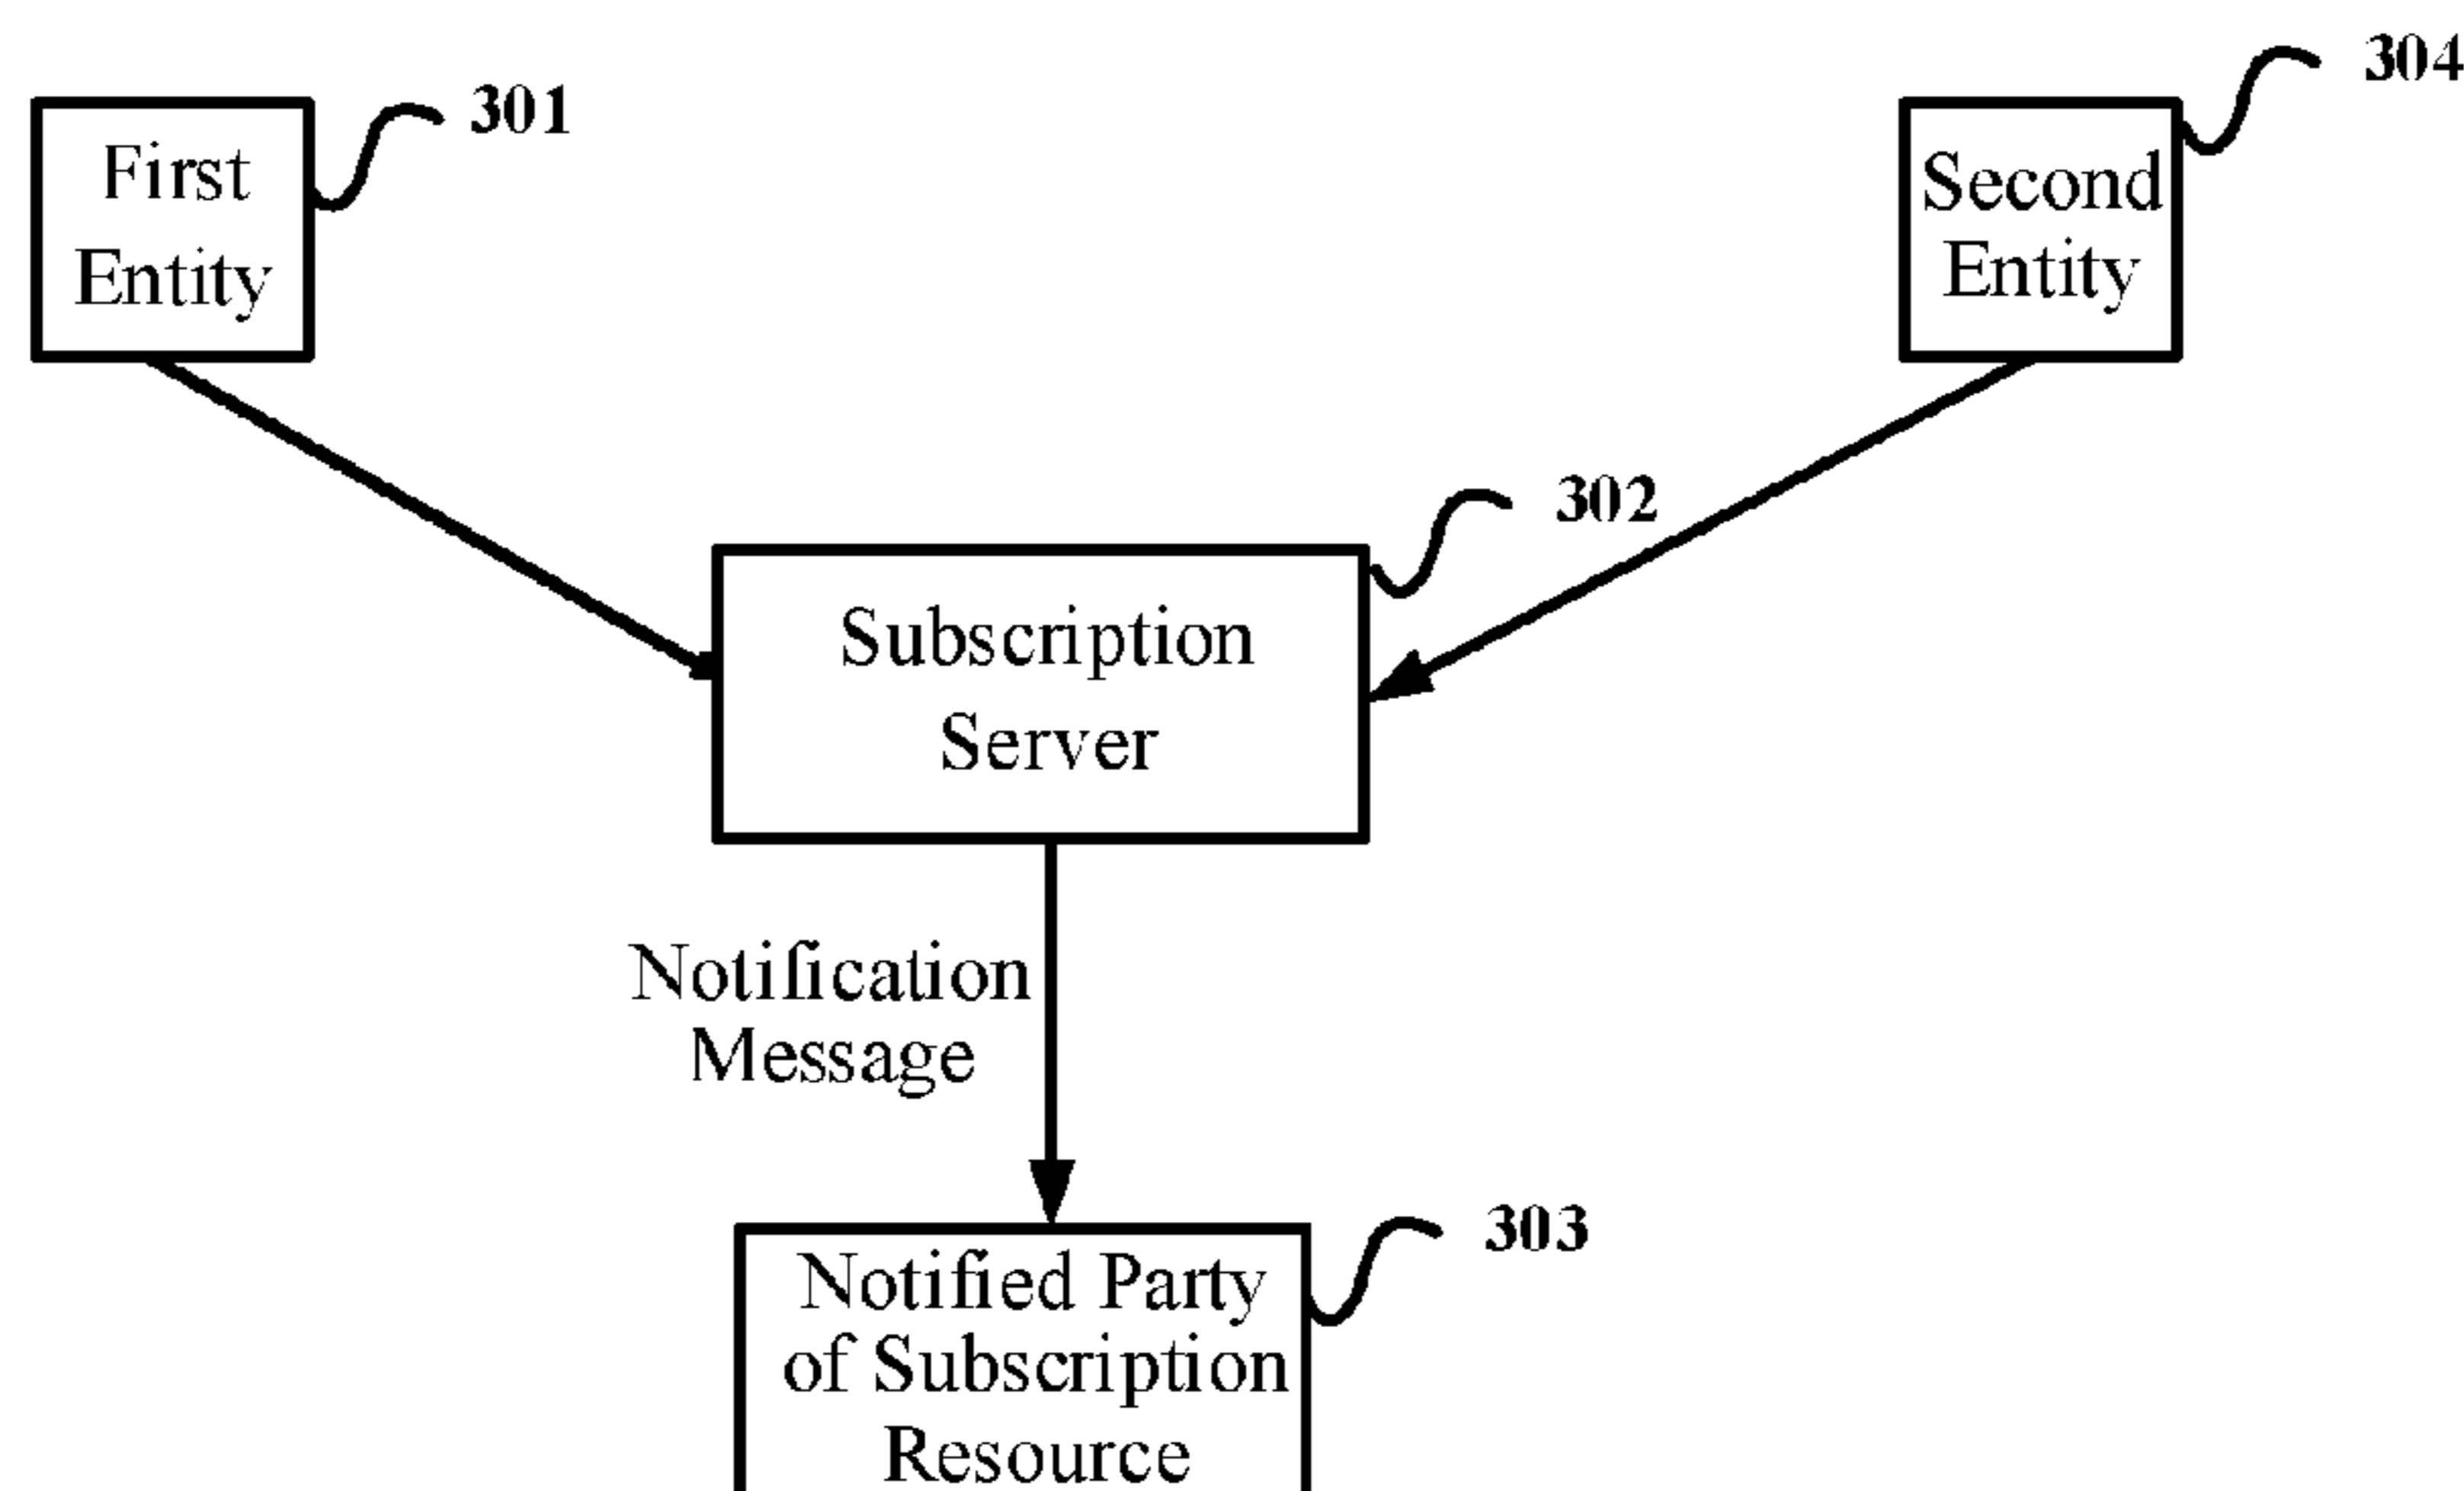 304
301
First
Entity
Second
Entity
302
Subscription
Server
Notification
Message
303
Notified Party
of Subscription
Resource